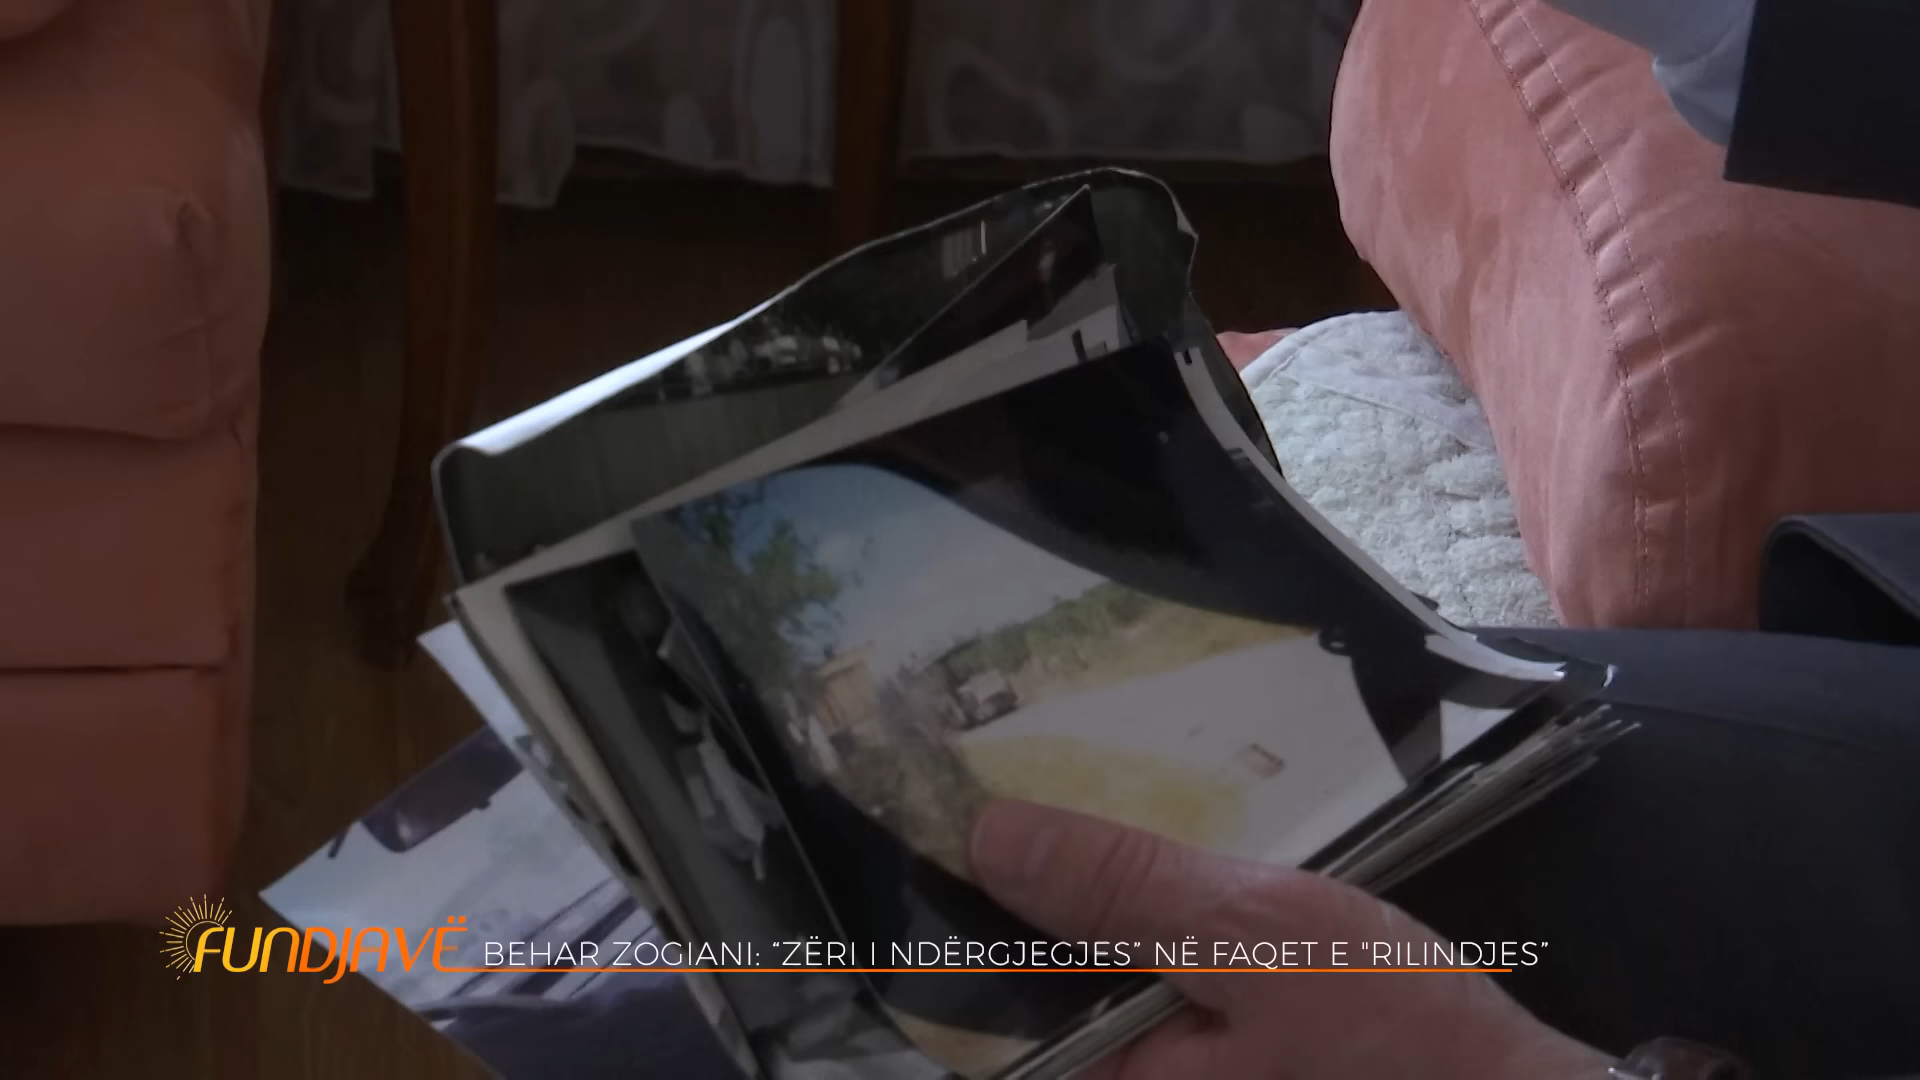 FUNDJAVË
BEHAR ZOGIANI: “ZËRI I NDËRGJEGJES” NË FAQET E "RILINDJES”